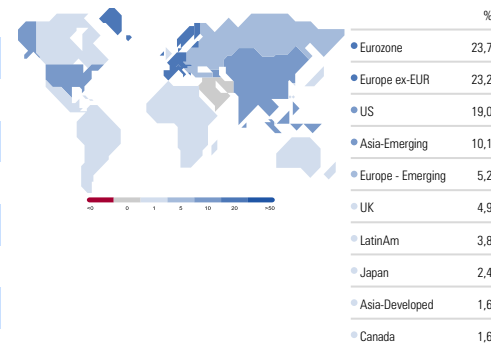 %
Eurozone 23,7
Europe ex-EUR 23,2
US 19,0
Asia-Emerging 10,1
Europe - Emerging 5,2
UK 4,9
LatinAm 3,8
Japan 2,4
Asia-Developed 1,6
Canada 1,6
<0 0 1 5 10 20 >50